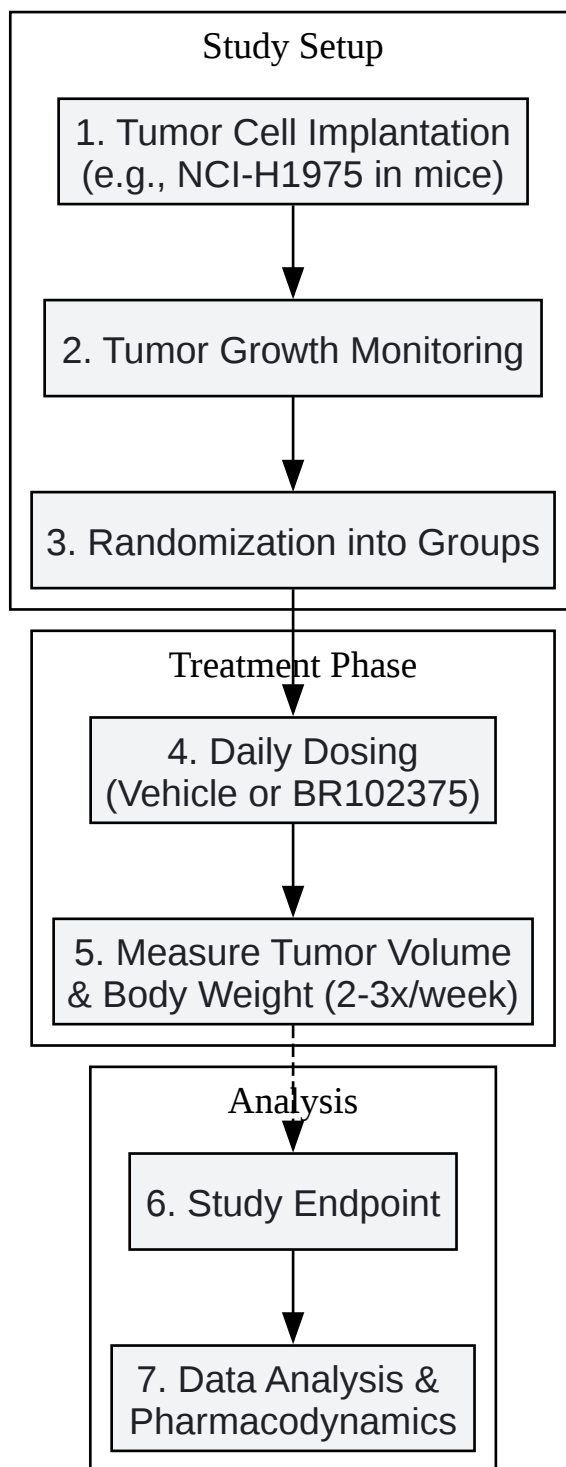 Study Setup
1. Tumor Cell Implantation
(e.g., NCI-H1975 in mice)
2. Tumor Growth Monitoring
3. Randomization into Groups
Treatment Phase
4. Daily Dosing
(Vehicle or BR102375)
5. Measure Tumor Volume
& Body Weight (2-3x/week)
Analysis
6. Study Endpoint
7. Data Analysis &
Pharmacodynamics